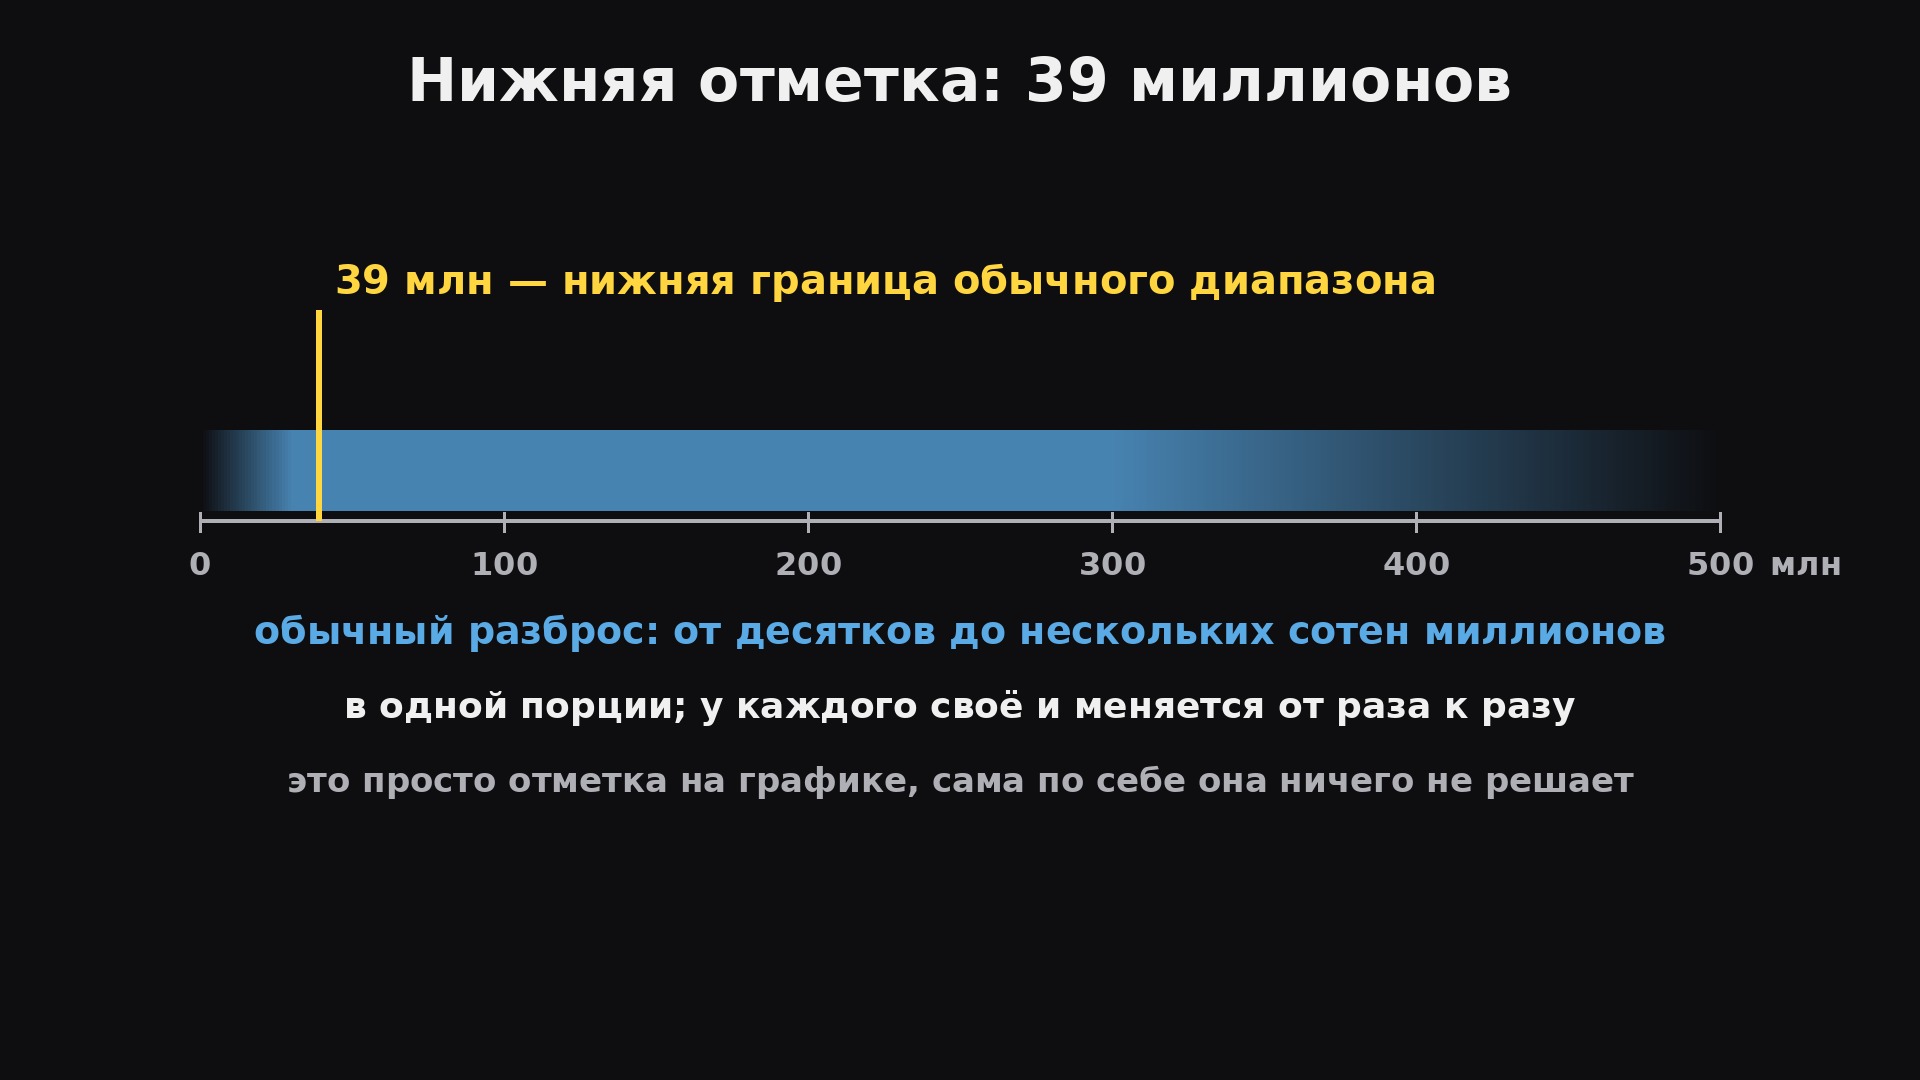 Нижняя отметка: 39 миллионов
39 млн — нижняя граница обычного диапазона
0 100 200 300 400 500 млн
обычный разброс: от десятков до нескольких сотен миллионов
в одной порции; у каждого своё и меняется от раза к разу
это просто отметка на графике, сама по себе она ничего не решает